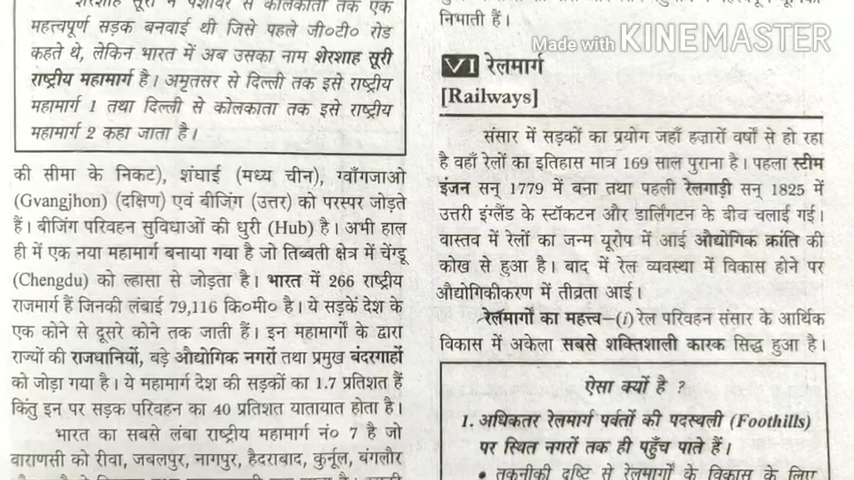 शेरशाह सूरी ने पेशावर से कोलकाता तक एक
महत्वपूर्ण सड़क बनवाई थी जिसे पहले जी०टी० रोड
कहते थे, लेकिन भारत में अब उसका नाम शेरशाह सूरी
राष्ट्रीय महामार्ग है। अमृतसर से दिल्ली तक इसे राष्ट्रीय
महामार्ग 1 तथा दिल्ली से कोलकाता तक इसे राष्ट्रीय
महामार्ग 2 कहा जाता है।
की सीमा के निकट), शंघाई (मध्य चीन), ग्वाँगजाओ
(Gvangjhon) (दक्षिण) एवं बीजिंग (उत्तर) को परस्पर जोड़ते
हैं। बीजिंग परिवहन सुविधाओं की धुरी (Hub) है। अभी हाल
ही में एक नया महामार्ग बनाया गया है जो तिब्बती क्षेत्र में चेंगडू
(Chengdu) को ल्हासा से जोड़ता है। भारत में 266 राष्ट्रीय
राजमार्ग हैं जिनकी लंबाई 79,116 कि०मी० है। ये सड़कें देश के
एक कोने से दूसरे कोने तक जाती हैं। इन महामार्गों के द्वारा
राज्यों की राजधानियों, बड़े औद्योगिक नगरों तथा प्रमुख बंदरगाहों
को जोड़ा गया है। ये महामार्ग देश की सड़कों का 1.7 प्रतिशत हैं
किंतु इन पर सड़क परिवहन का 40 प्रतिशत यातायात होता है।
भारत का सबसे लंबा राष्ट्रीय महामार्ग नं० 7 है जो
वाराणसी को रीवा, जबलपुर, नागपुर, हैदराबाद, कुर्नूल, बंगलौर
निभाती हैं।
Made with KINEMASTER
VI रेलमार्ग
[Railways]
संसार में सड़कों का प्रयोग जहाँ हज़ारों वर्षों से हो रहा
है वहाँ रेलों का इतिहास मात्र 169 साल पुराना है। पहला स्टीम
इंजन सन् 1779 में बना तथा पहली रेलगाड़ी सन् 1825 में
उत्तरी इंग्लैंड के स्टॉकटन और डार्लिंगटन के बीच चलाई गई।
वास्तव में रेलों का जन्म यूरोप में आई औद्योगिक क्रांति की
कोख से हुआ है। बाद में रेल व्यवस्था में विकास होने पर
औद्योगिकीकरण में तीव्रता आई।
रेलमार्गों का महत्त्व–(i) रेल परिवहन संसार के आर्थिक
विकास में अकेला सबसे शक्तिशाली कारक सिद्ध हुआ है।
ऐसा क्यों है ?
1. अधिकतर रेलमार्ग पर्वतों की पदस्थली (Foothills)
पर स्थित नगरों तक ही पहुँच पाते हैं।
• तकनीकी दृष्टि से रेलमार्गों के विकास के लिए